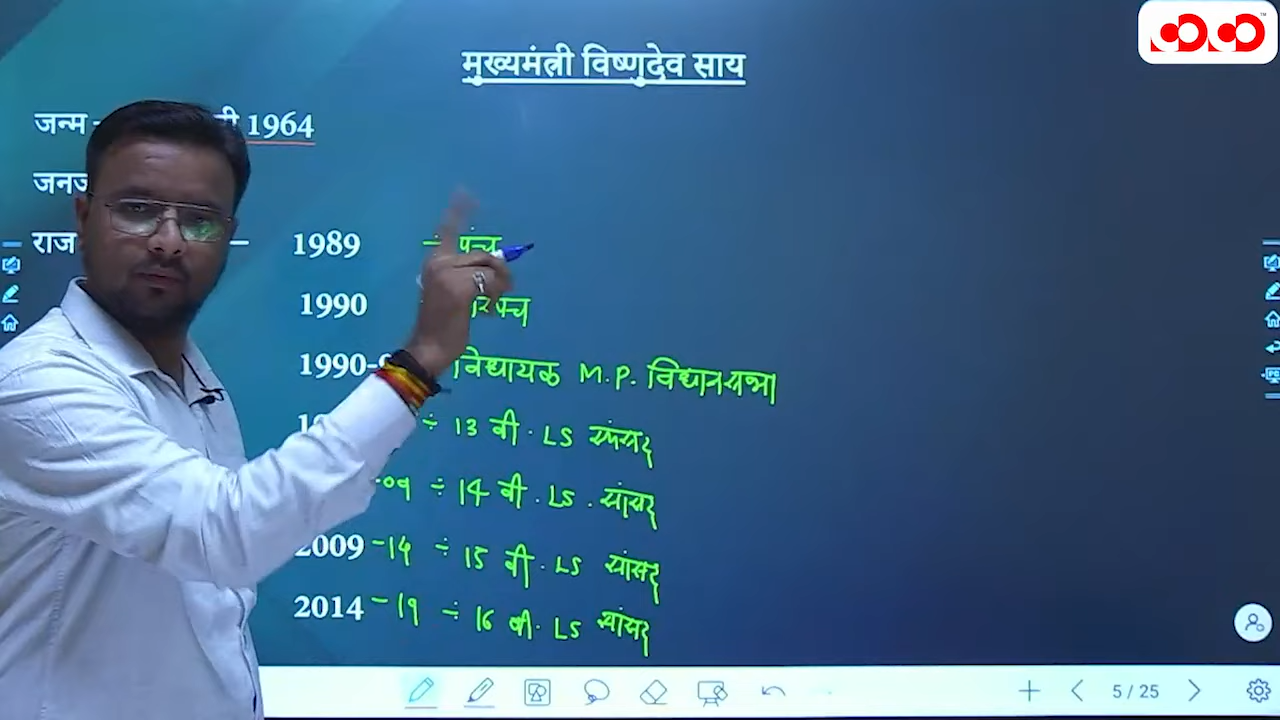 मुख्यमंत्री विष्णुदेव साय
जन्म - 1964
राज – 1989 ÷ पंच
1990
1990- विधायक M.P. विधानसभा
÷ 13 वी. LS सांसद
-09 ÷ 14 वी. LS. सांसद
2009 -14 ÷ 15 वी. LS सांसद
2014 -19 ÷ 16 वी. LS सांसद
5 / 25